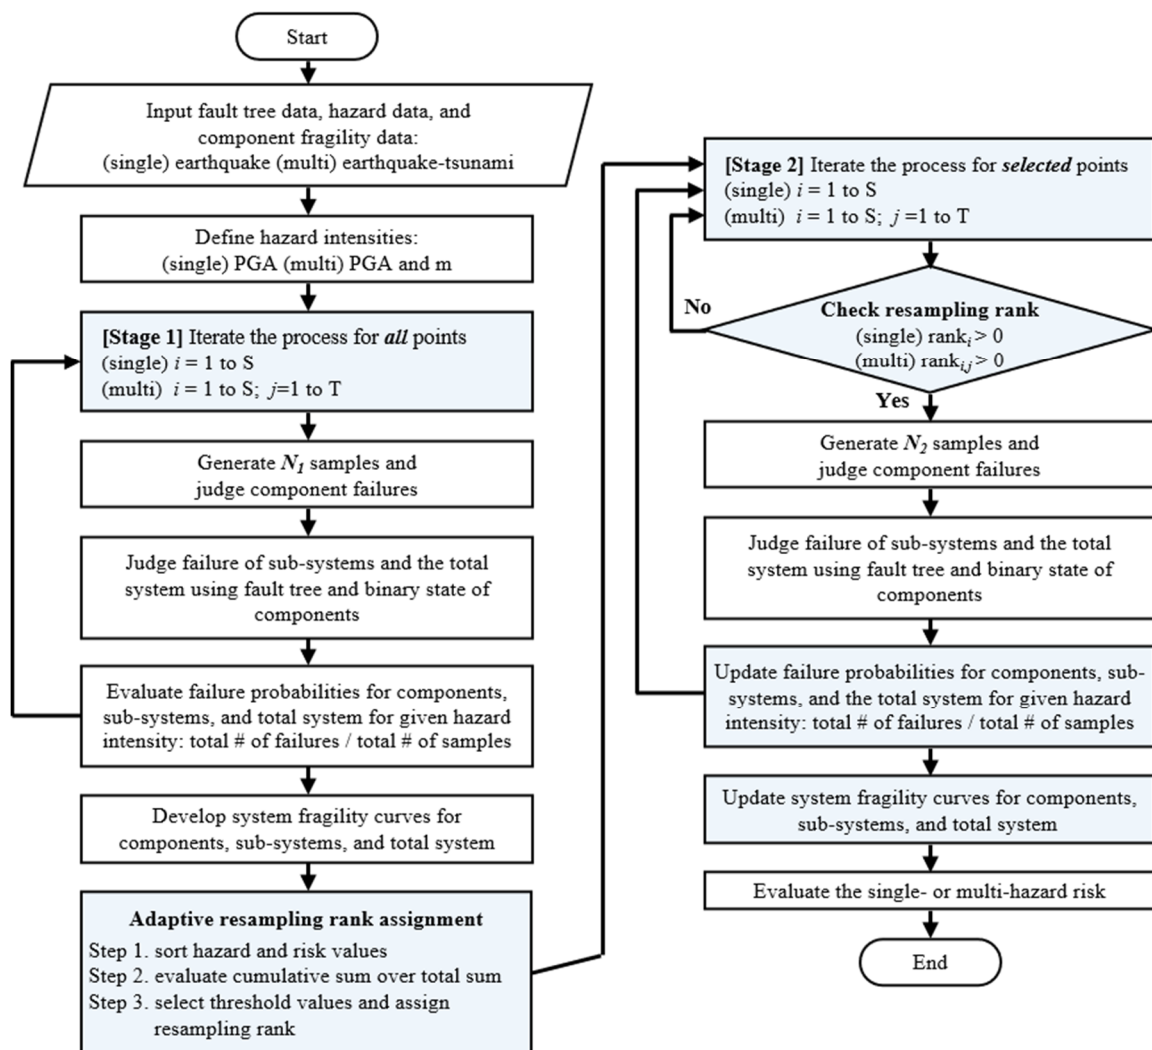 Start
Input fault tree data, hazard data, and
component fragility data:
(single) earthquake (multi) earthquake-tsunami
Define hazard intensities:
(single) PGA (multi) PGA and m
[Stage 1] Iterate the process for all points
(single) i = 1 to S
(multi) i = 1 to S; j=1 to T
Generate N₁ samples and
judge component failures
Judge failure of sub-systems and the total
system using fault tree and binary state of
components
Evaluate failure probabilities for components,
sub-systems, and total system for given hazard
intensity: total # of failures / total # of samples
Develop system fragility curves for
components, sub-systems, and total system
Adaptive resampling rank assignment
Step 1. sort hazard and risk values
Step 2. evaluate cumulative sum over total sum
Step 3. select threshold values and assign
resampling rank
[Stage 2] Iterate the process for selected points
(single) i = 1 to S
(multi) i = 1 to S; j =1 to T
No
Check resampling rank
(single) rankᵢ > 0
(multi) rankᵢ,ⱼ > 0
Yes
Generate N₂ samples and
judge component failures
Judge failure of sub-systems and the total
system using fault tree and binary state of
components
Update failure probabilities for components, sub-
systems, and the total system for given hazard
intensity: total # of failures / total # of samples
Update system fragility curves for components,
sub-systems, and total system
Evaluate the single- or multi-hazard risk
End